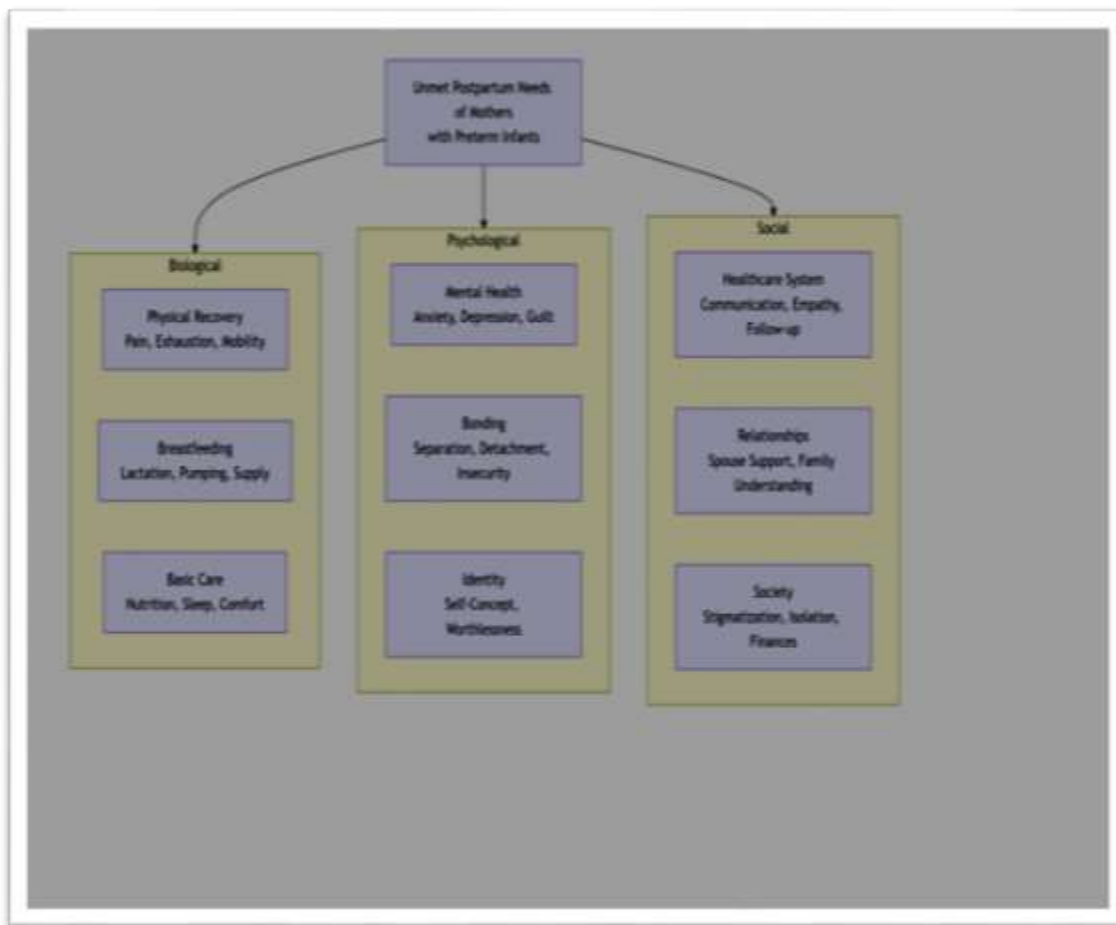 Unmet Postpartum Needs
of Mothers
with Preterm Infants
Biological
Physical Recovery
Pain, Exhaustion, Mobility
Breastfeeding
Lactation, Pumping, Supply
Basic Care
Nutrition, Sleep, Comfort
Psychological
Mental Health
Anxiety, Depression, Guilt
Bonding
Separation, Detachment,
Insecurity
Identity
Self-Concept,
Worthlessness
Social
Healthcare System
Communication, Empathy,
Follow-up
Relationships
Spouse Support, Family
Understanding
Society
Stigmatization, Isolation,
Finances